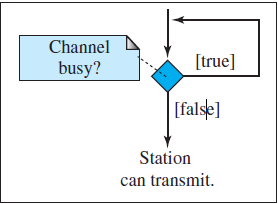 Channel
busy?
[true]
[false]
Station
can transmit.